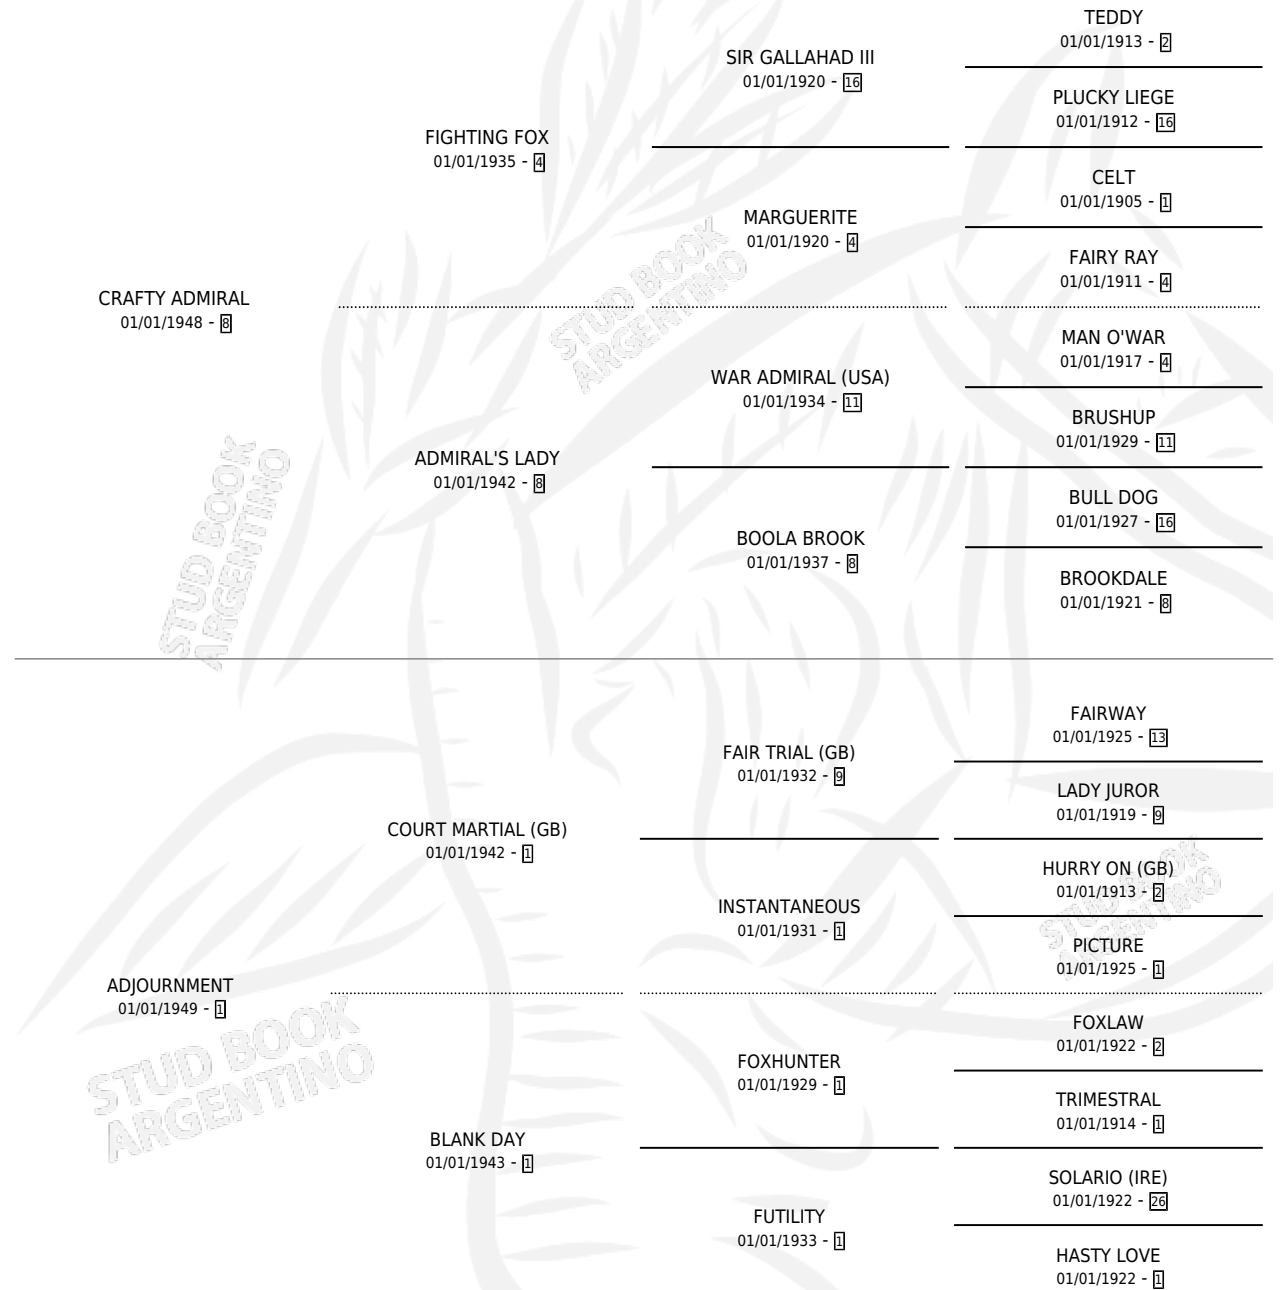 TEDDY
01/01/1913 - 2
SIR GALLAHAD III
01/01/1920 - 16
PLUCKY LIEGE
01/01/1912 - 16
FIGHTING FOX
01/01/1935 - 4
CELT
01/01/1905 - 1
MARGUERITE
01/01/1920 - 4
FAIRY RAY
01/01/1911 - 4
CRAFTY ADMIRAL
01/01/1948 - 8
MAN O'WAR
01/01/1917 - 4
WAR ADMIRAL (USA)
01/01/1934 - 11
BRUSHUP
01/01/1929 - 11
ADMIRAL'S LADY
01/01/1942 - 8
BULL DOG
01/01/1927 - 16
BOOLA BROOK
01/01/1937 - 8
BROOKDALE
01/01/1921 - 8
STUD BOOK
ARGENTINO
STUD BOOK
ARGENTINO
FAIRWAY
01/01/1925 - 13
FAIR TRIAL (GB)
01/01/1932 - 9
LADY JUROR
01/01/1919 - 9
COURT MARTIAL (GB)
01/01/1942 - 1
HURRY ON (GB)
01/01/1913 - 2
INSTANTANEOUS
01/01/1931 - 1
PICTURE
01/01/1925 - 1
ADJOURNMENT
01/01/1949 - 1
FOXLAW
01/01/1922 - 2
FOXHUNTER
01/01/1929 - 1
TRIMESTRAL
01/01/1914 - 1
BLANK DAY
01/01/1943 - 1
SOLARIO (IRE)
01/01/1922 - 26
FUTILITY
01/01/1933 - 1
HASTY LOVE
01/01/1922 - 1
STUD BOOK
ARGENTINO
STUD BOOK
ARGENTINO